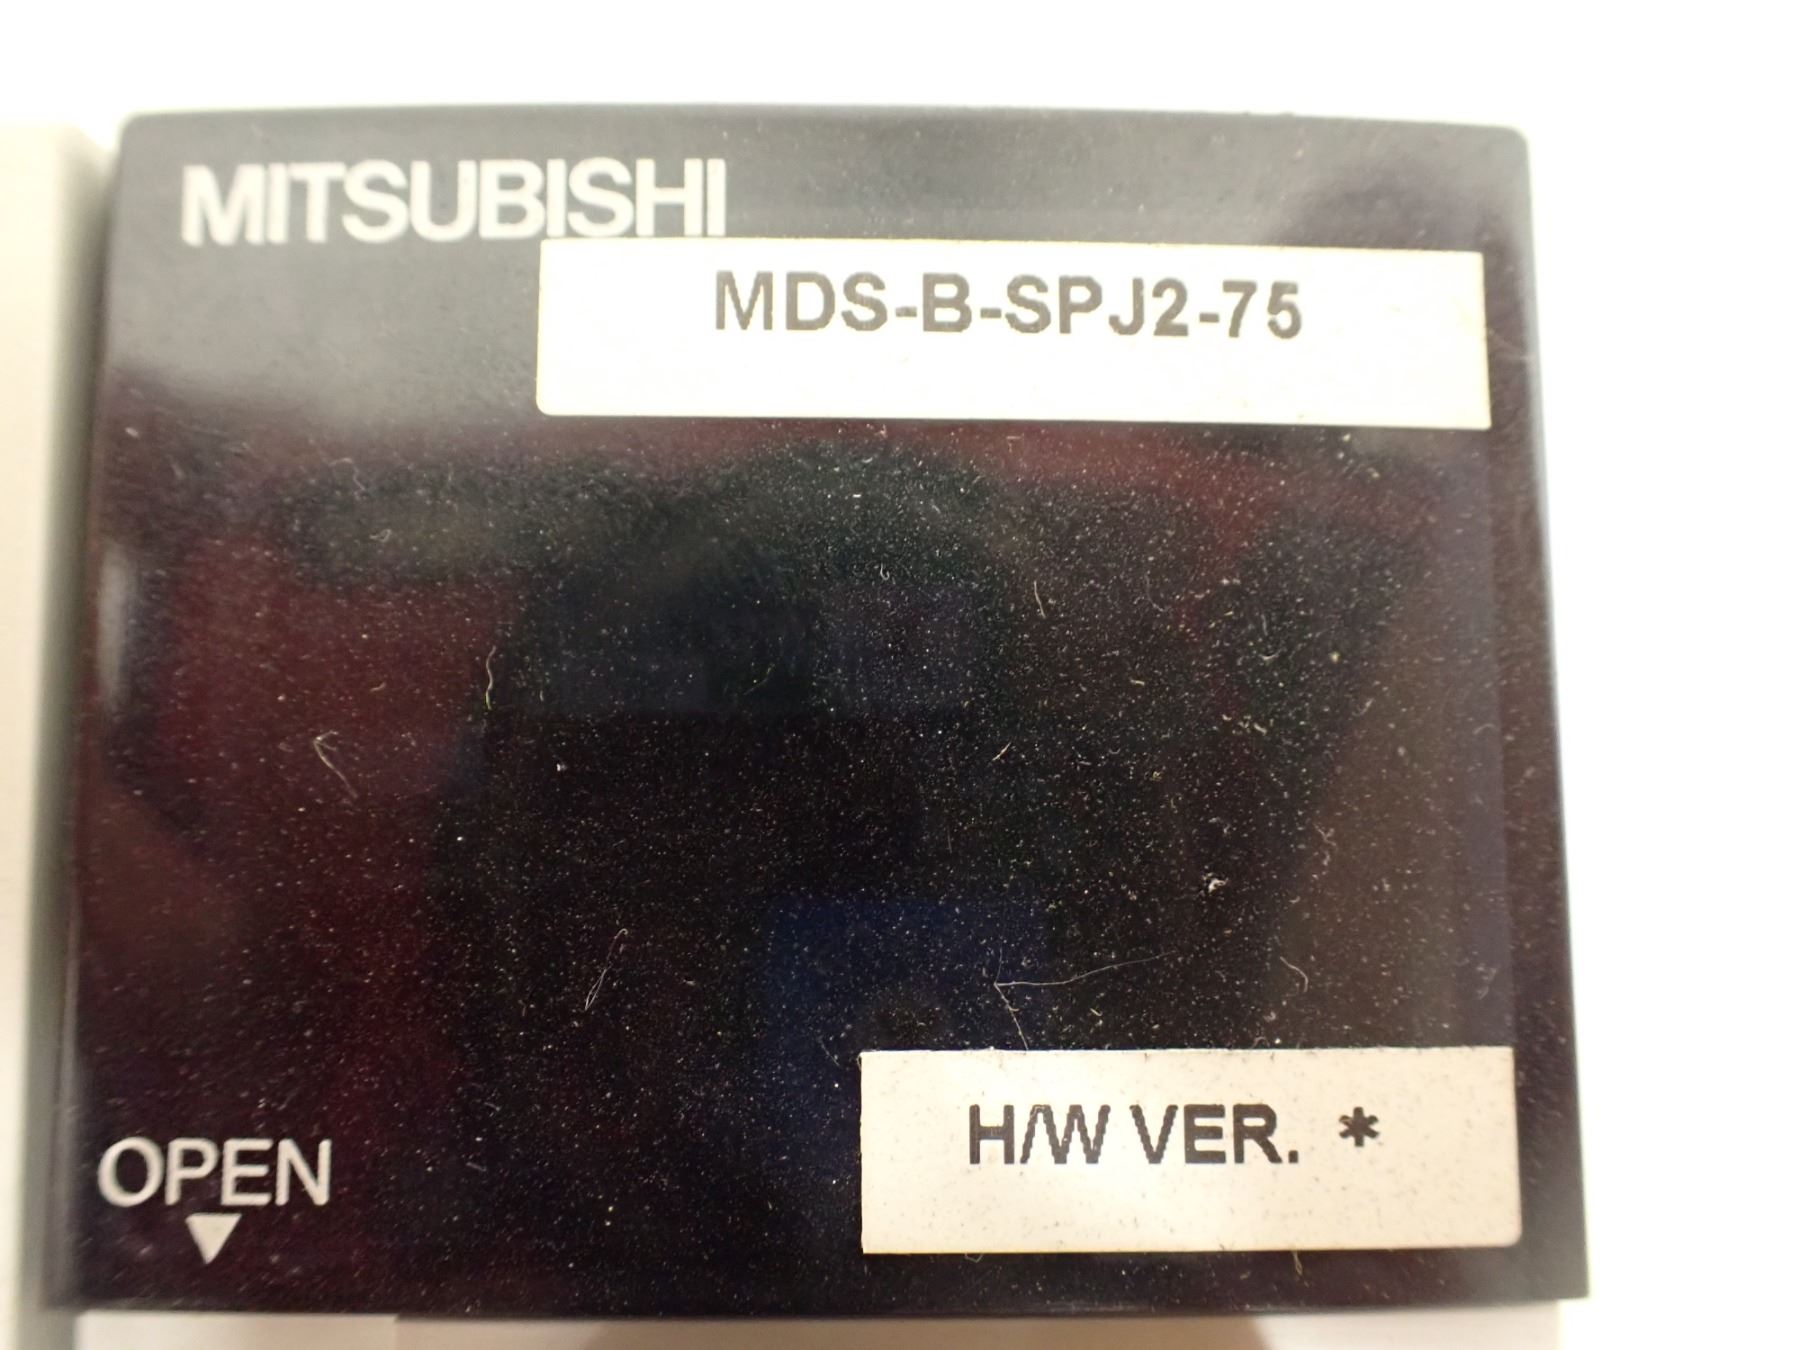 MITSUBISHI
MDS-B-SPJ2-75
H/W VER. *
OPEN